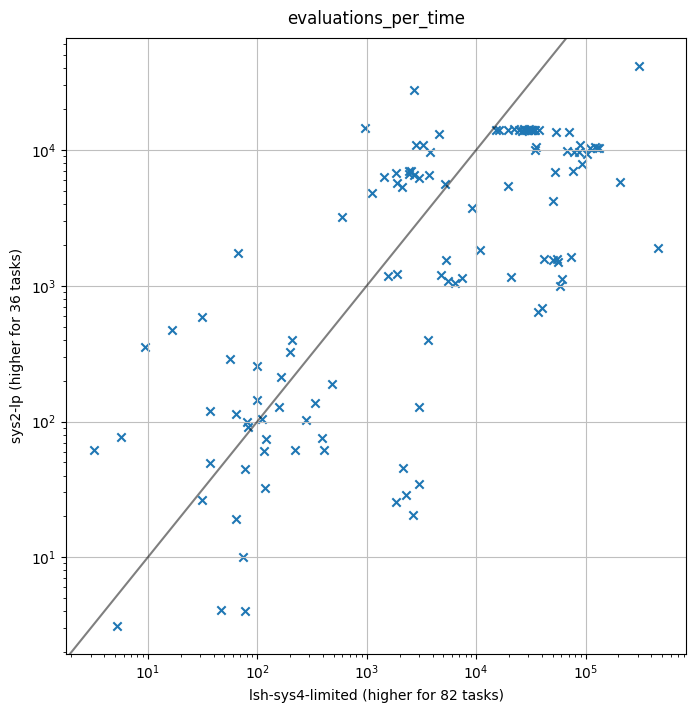 evaluations_per_time
sys2-lp (higher for 36 tasks)
10^4
10^3
10^2
10^1
10^1 10^2 10^3 10^4 10^5
lsh-sys4-limited (higher for 82 tasks)